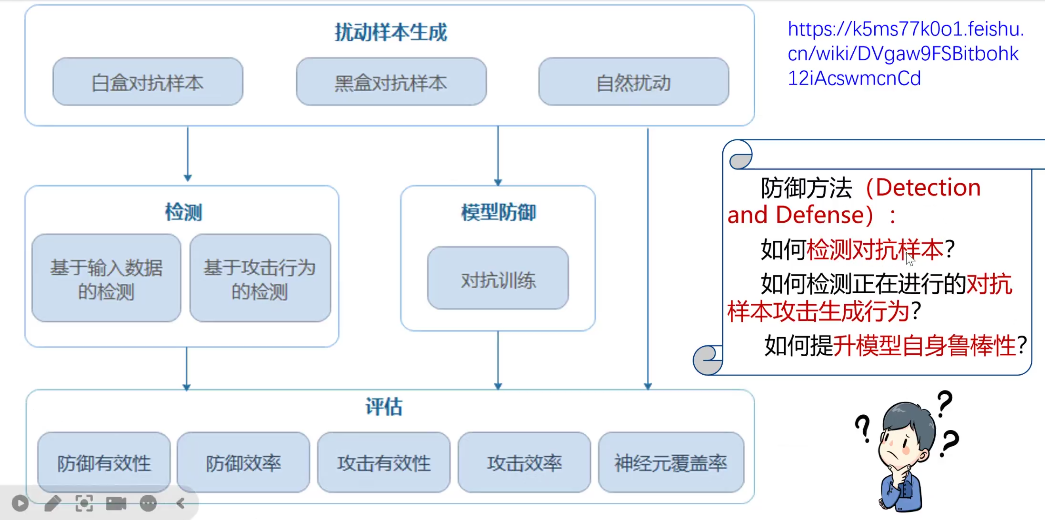 扰动样本生成
白盒对抗样本
黑盒对抗样本
自然扰动
检测
基于输入数据
的检测
基于攻击行为
的检测
模型防御
对抗训练
评估
防御有效性
防御效率
攻击有效性
攻击效率
神经元覆盖率
https://k5ms77k0o1.feishu.
cn/wiki/DVgaw9FSBitbohk
12iAcswmcnCd
防御方法（Detection
and Defense）:
如何检测对抗样本?
如何检测正在进行的对抗
样本攻击生成行为?
如何提升模型自身鲁棒性?
? ? ?